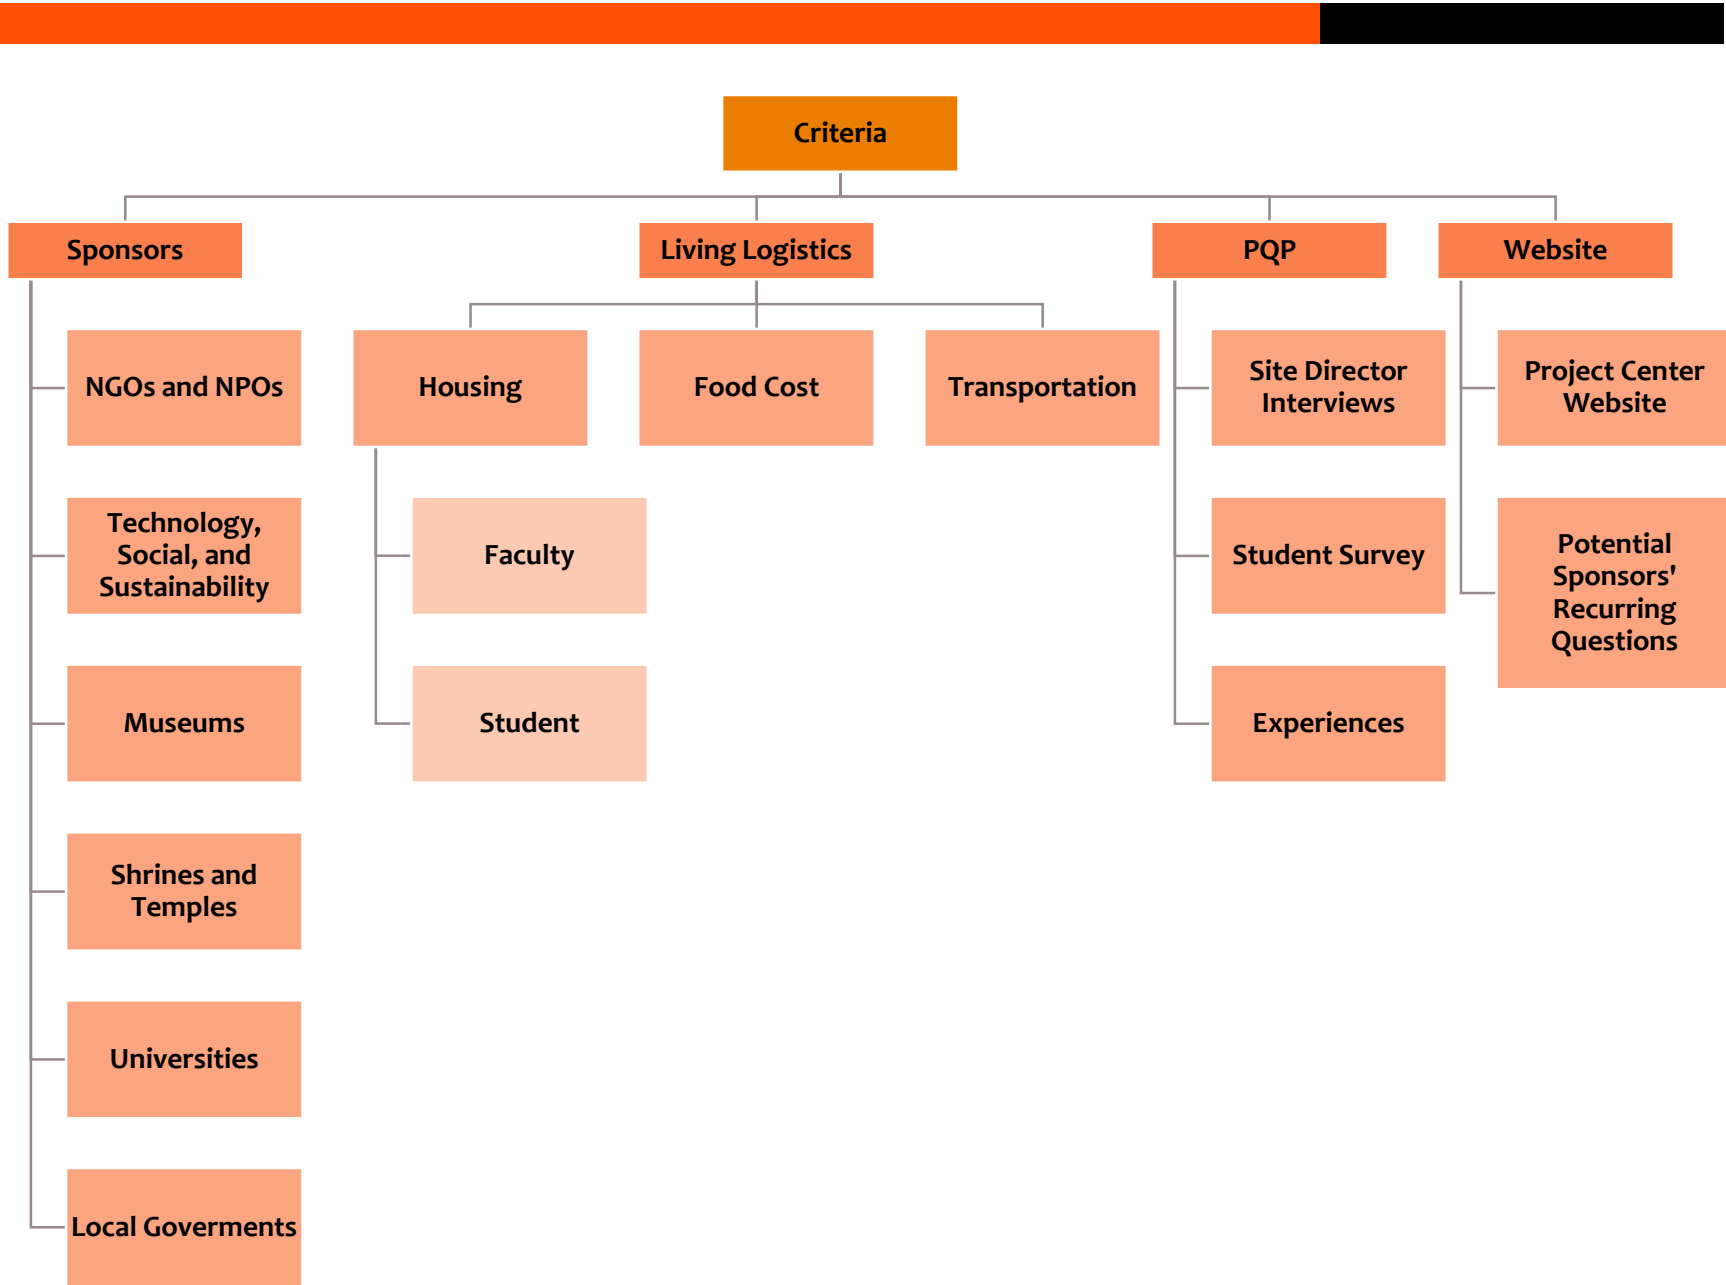 Criteria
Sponsors
Living Logistics
PQP
Website
NGOs and NPOs
Housing
Food Cost
Transportation
Site Director
Interviews
Project Center
Website
Technology,
Social, and
Sustainability
Faculty
Student Survey
Potential
Sponsors'
Recurring
Questions
Museums
Student
Experiences
Shrines and
Temples
Universities
Local Goverments